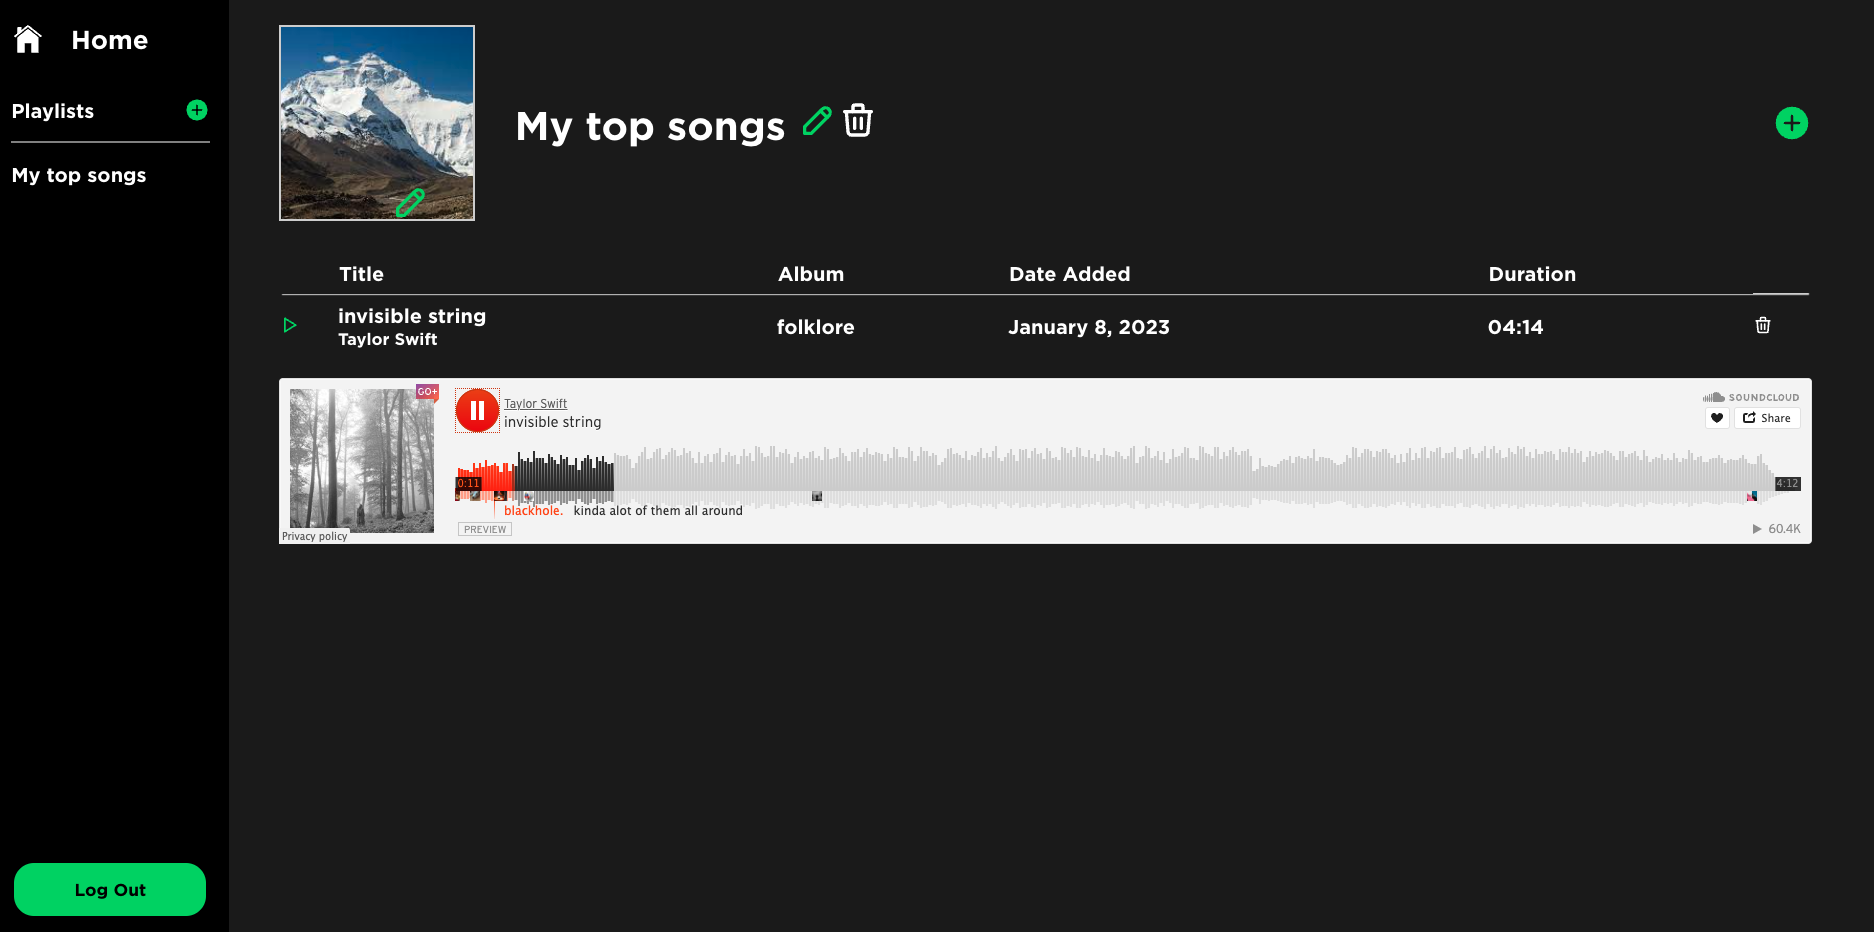 Home
Playlists
My top songs
Log Out
My top songs
Title Album Date Added Duration
invisible string
Taylor Swift
folklore January 8, 2023 04:14
GO+
Taylor Swift
invisible string
SOUNDCLOUD
Share
0:11 4:12
blackhole. kinda alot of them all around
PREVIEW
60.4K
Privacy policy